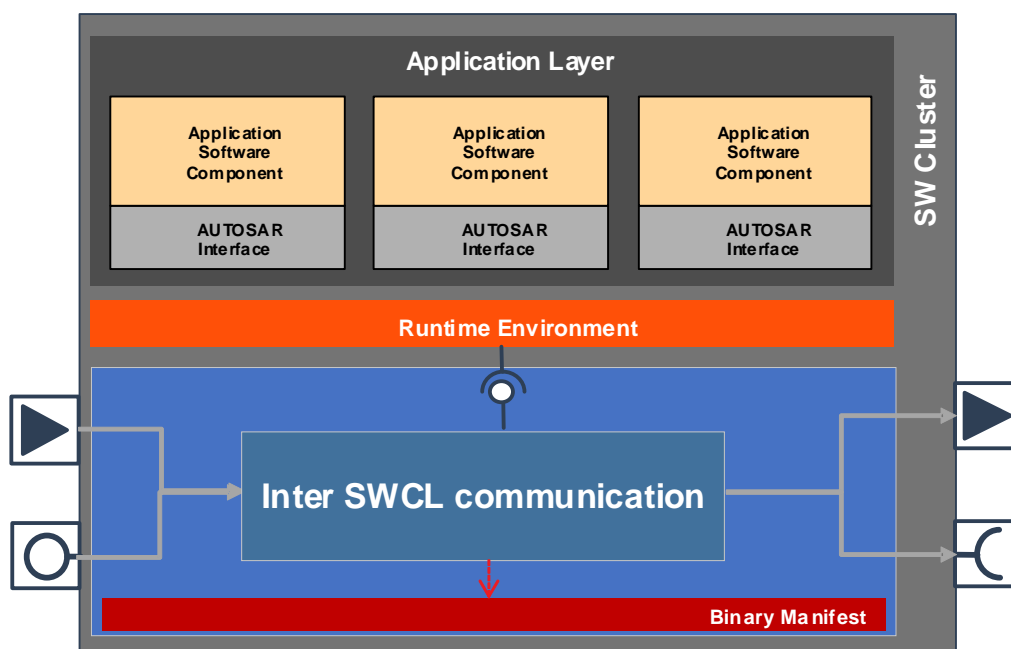 Application Layer
SW Cluster
Application
Software
Component
AUTOSAR
Interface
Application
Software
Component
AUTOSAR
Interface
Application
Software
Component
AUTOSAR
Interface
Runtime Environment
Inter SWCL communication
Binary Manifest